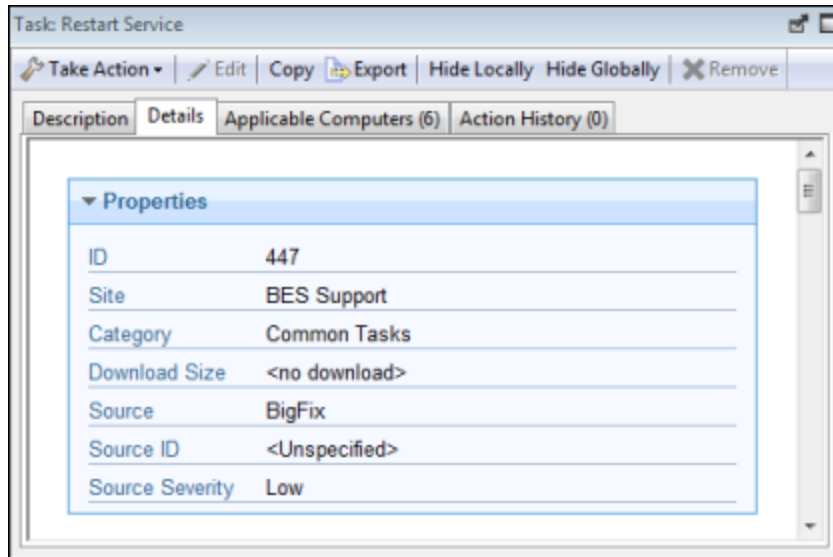 Task: Restart Service
Take Action Edit Copy Export Hide Locally Hide Globally Remove
Description Details Applicable Computers (6) Action History (0)
Properties
ID 447
Site BES Support
Category Common Tasks
Download Size <no download>
Source BigFix
Source ID <Unspecified>
Source Severity Low